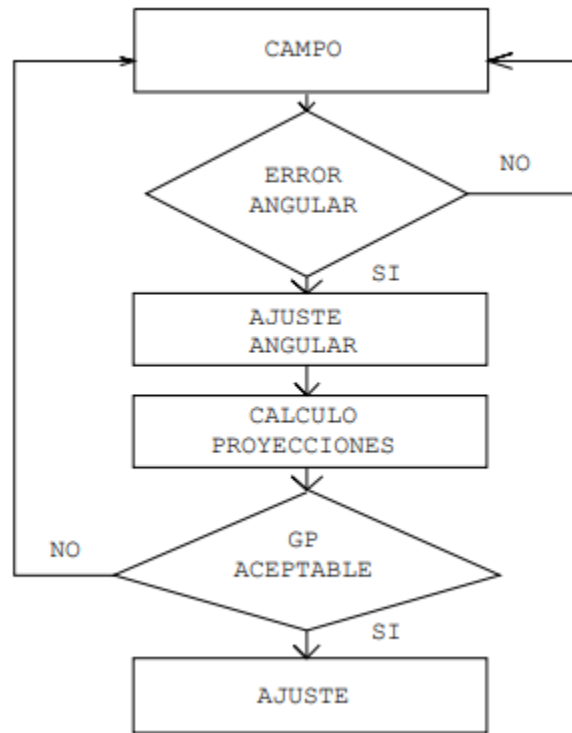 CAMPO
ERROR
ANGULAR
NO
SI
AJUSTE
ANGULAR
CALCULO
PROYECCIONES
GP
ACEPTABLE
NO
SI
AJUSTE